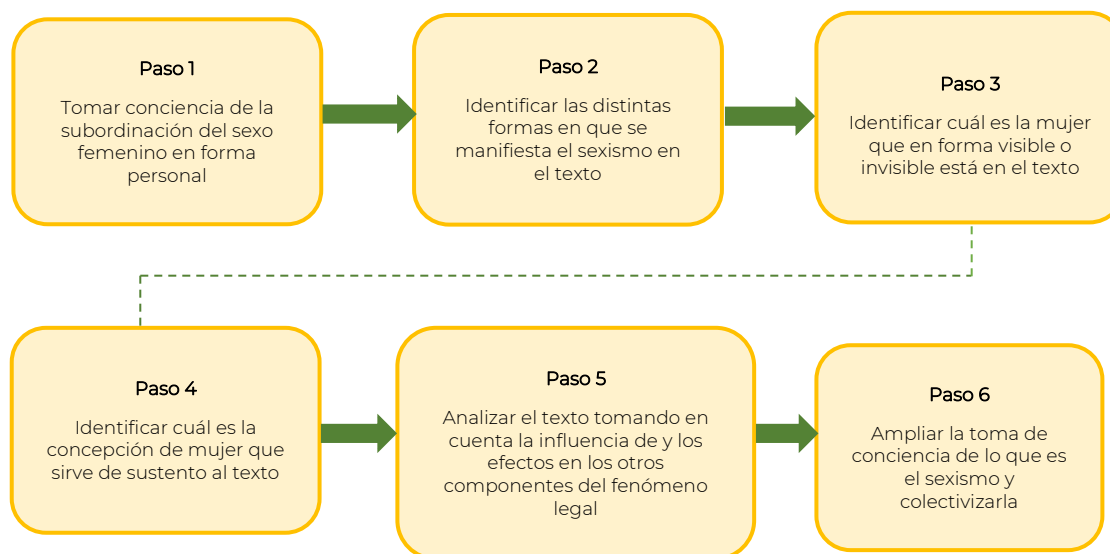 Paso 1
Tomar conciencia de la
subordinación del sexo
femenino en forma
personal
Paso 2
Identificar las distintas
formas en que se
manifiesta el sexismo en
el texto
Paso 3
Identificar cuál es la mujer
que en forma visible o
invisible está en el texto
Paso 4
Identificar cuál es la
concepción de mujer que
sirve de sustento al texto
Paso 5
Analizar el texto tomando en
cuenta la influencia de y los
efectos en los otros
componentes del fenómeno
legal
Paso 6
Ampliar la toma de
conciencia de lo que es
el sexismo y
colectivizarla